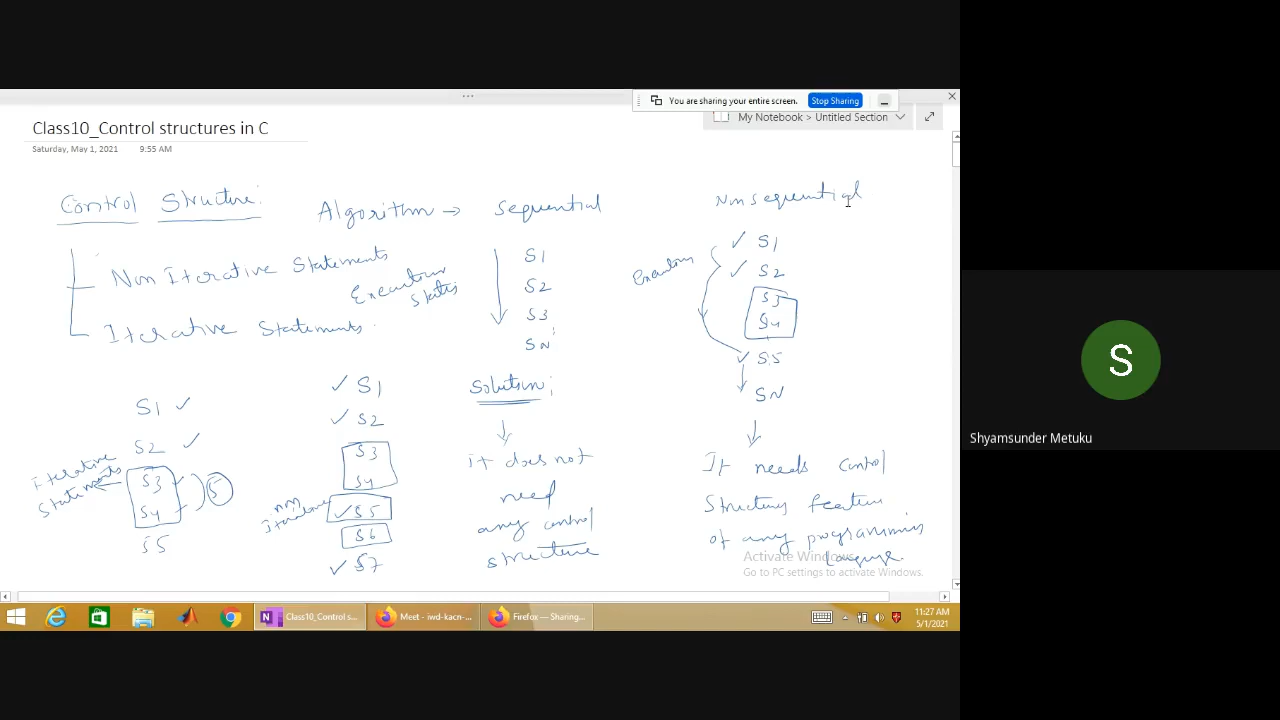 You are sharing your entire screen. Stop Sharing
My Notebook > Untitled Section
Class10_Control structures in C
Saturday, May 1, 2021 9:55 AM
Control Structure:
Non Iterative Statements
Iterative Statements
S1
S2
iterative
statements
S3
S4
5
S5
Algorithm → Sequential
Execution
States
S1
S2
S3
SN
S1
S2
S3
S4
non
S5
S6
S7
Solution:
it does not
need
any control
structure
Non sequential
Execution
S1
S2
S3
S4
S5
SN
It needs control
Structures feature
of any programming
language.
Activate Windows
Go to PC settings to activate Windows.
S
Shyamsunder Metuku
Class10_Control s...
Meet - iwd-kacn-...
Firefox — Sharing...
11:27 AM
5/1/2021